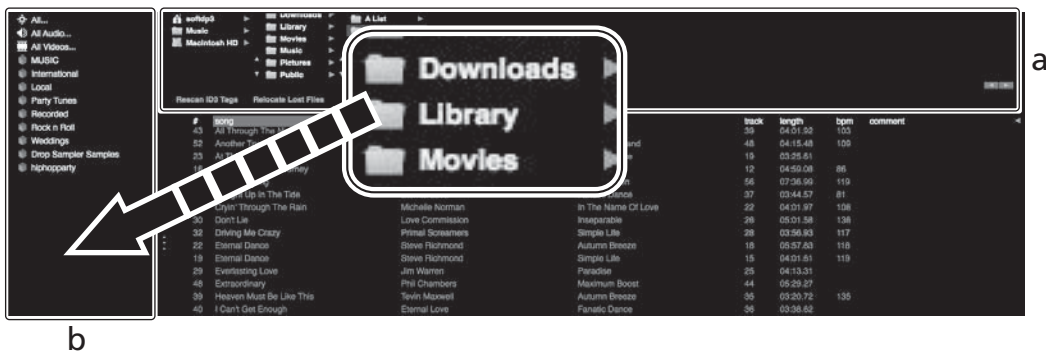 All...
All Audio...
All Videos...
MUSIC
International
Local
Party Tunes
Recorded
Rock n Roll
Weddings
Drop Sampler Samples
hiphopparty
softdp3
Music
Macintosh HD
Downloads
Library
Movies
Music
Pictures
Public
A List
Downloads
Library
Movies
a
Rescan ID3 Tags Relocate Lost Files
# song track length bpm comment
43 All Through The 39 04:01.92 103
52 Another 48 04:15.48 109
23 19 03:25.61
12 04:59.08 86
56 07:36.99 119
Up In The Tide 37 03:44.57 81
Cryin' Through The Rain Michelle Norman In The Name Of Love 22 04:01.97 108
30 Don't Lie Love Commission Inseparable 26 05:01.58 138
32 Driving Me Crazy Primal Screamers Simple Life 28 03:56.93 117
22 Eternal Dance Steve Richmond Autumn Breeze 18 05:57.83 118
19 Eternal Dance Steve Richmond Simple Life 15 04:01.61 119
29 Everlasting Love Jim Warren Paradise 25 04:13.31
48 Extraordinary Phil Chambers Maximum Boost 44 05:29.27
39 Heaven Must Be Like This Tevin Maxwell Autumn Breeze 35 03:20.72 135
40 I Can't Get Enough Eternal Love Fanatic Dance 36 03:38.62
b